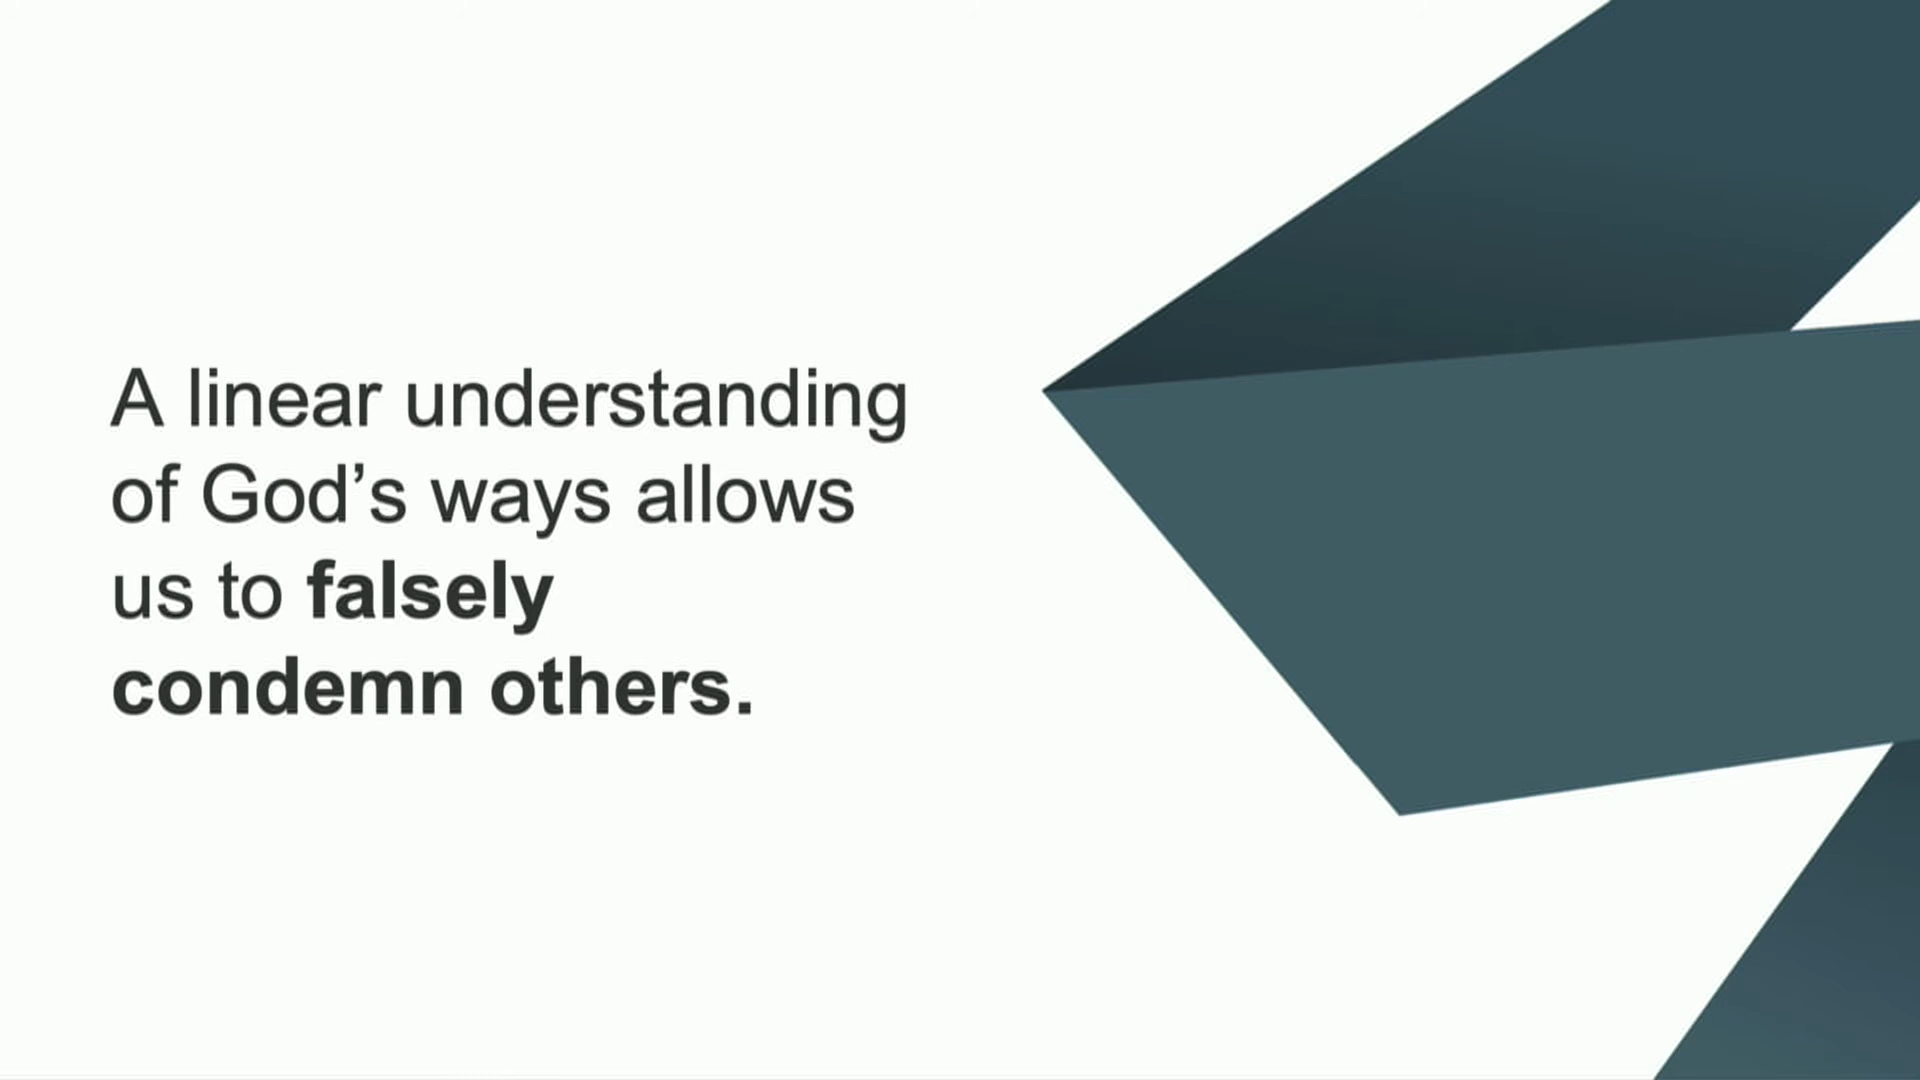 A linear understanding
of God’s ways allows
us to falsely
condemn others.